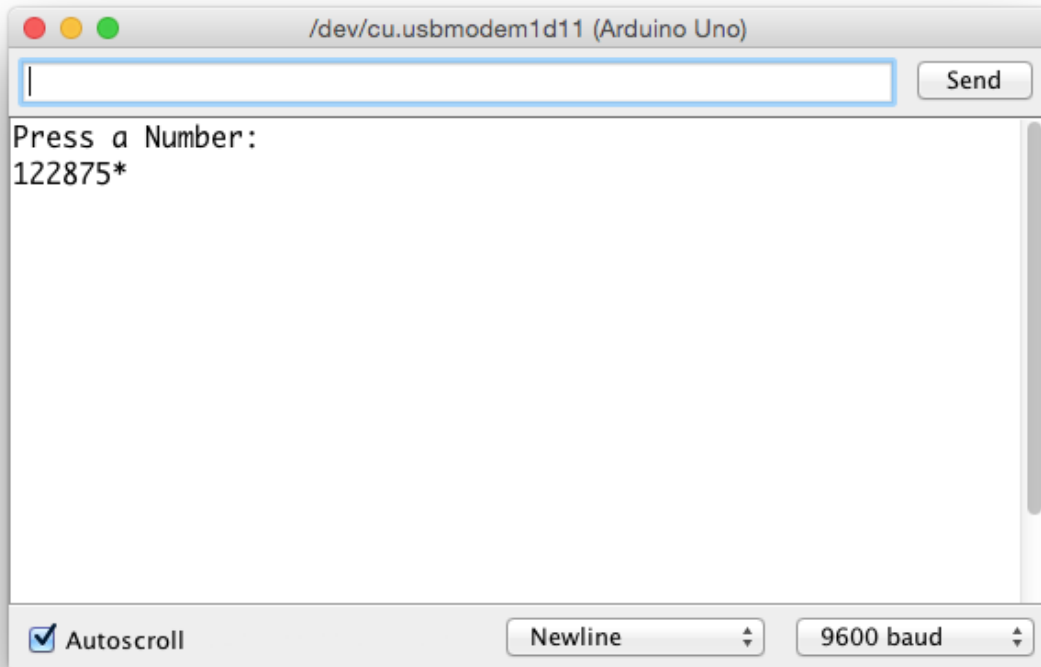 /dev/cu.usbmodem1d11 (Arduino Uno)
Send
Press a Number:
122875*
Autoscroll
Newline
9600 baud